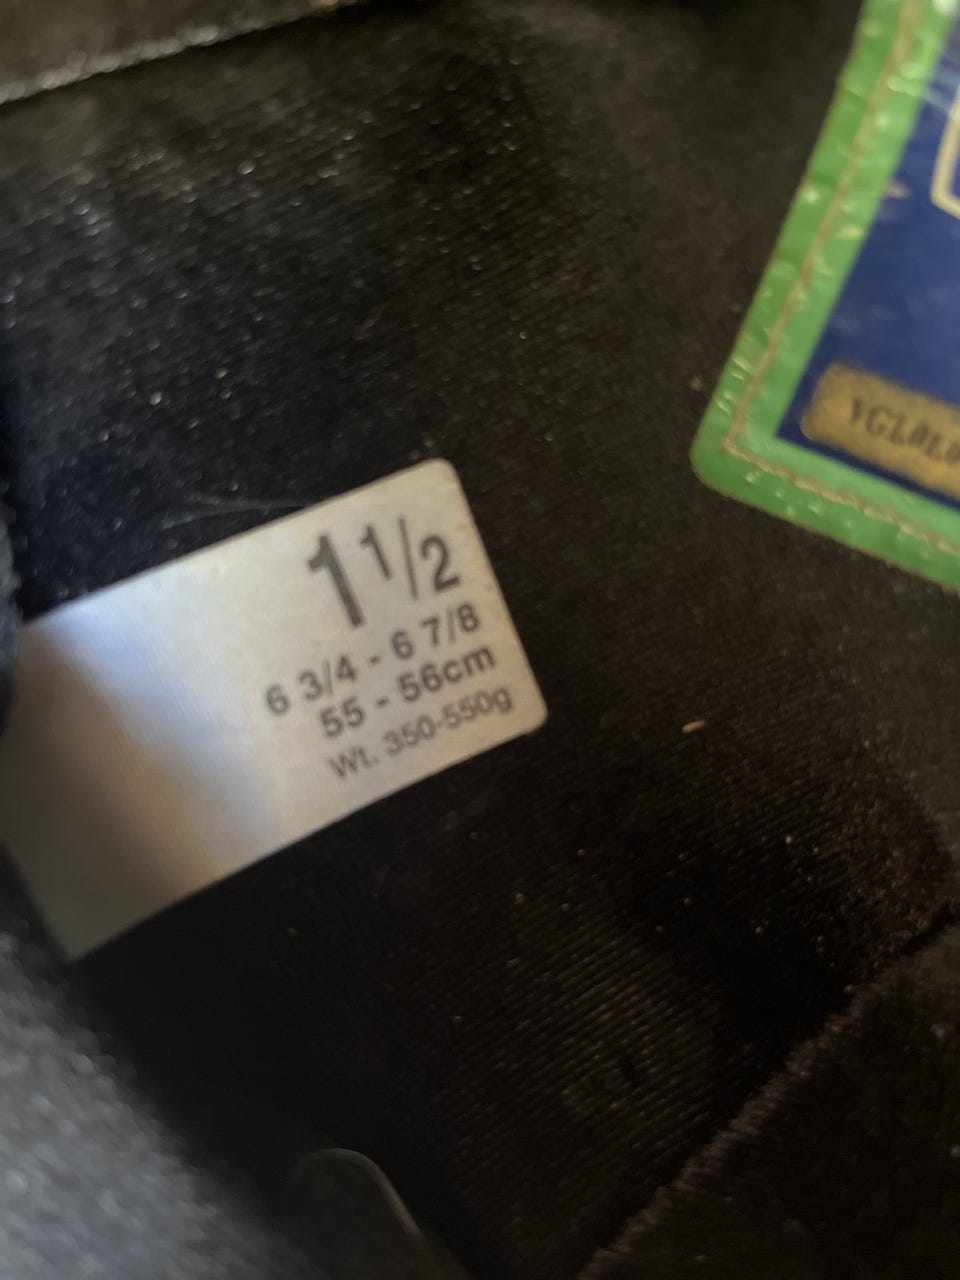 1 1/2
6 3/4 - 6 7/8
55 - 56cm
Wt. 350-550g